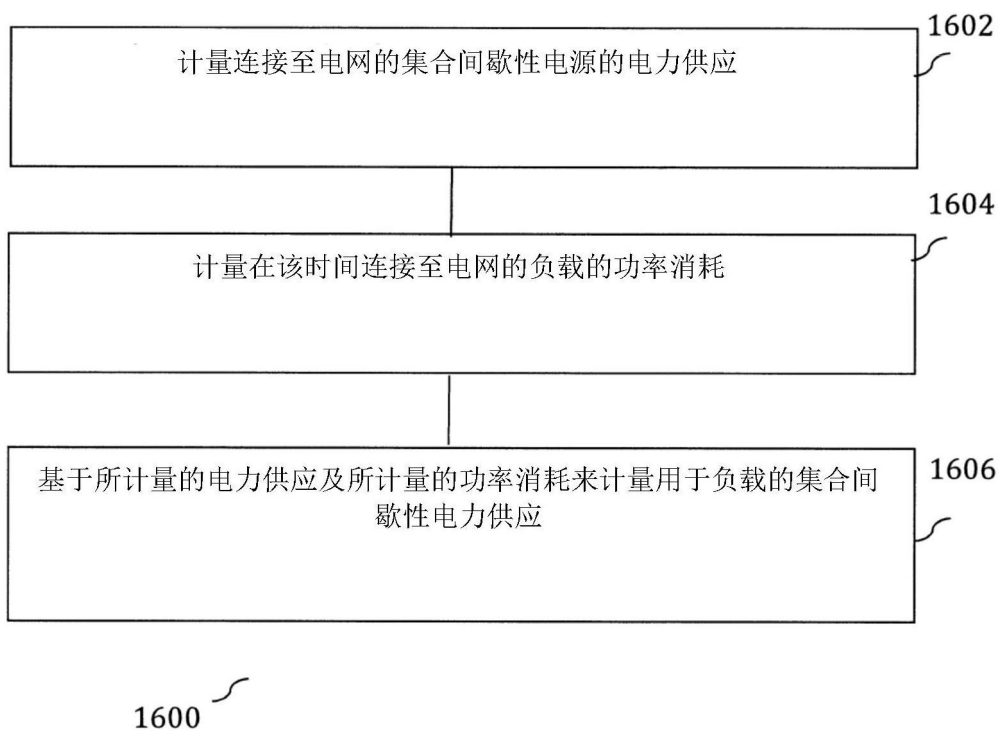 1602
计量连接至电网的集合间歇性电源的电力供应
1604
计量在该时间连接至电网的负载的功率消耗
1606
基于所计量的电力供应及所计量的功率消耗来计量用于负载的集合间
歇性电力供应
1600